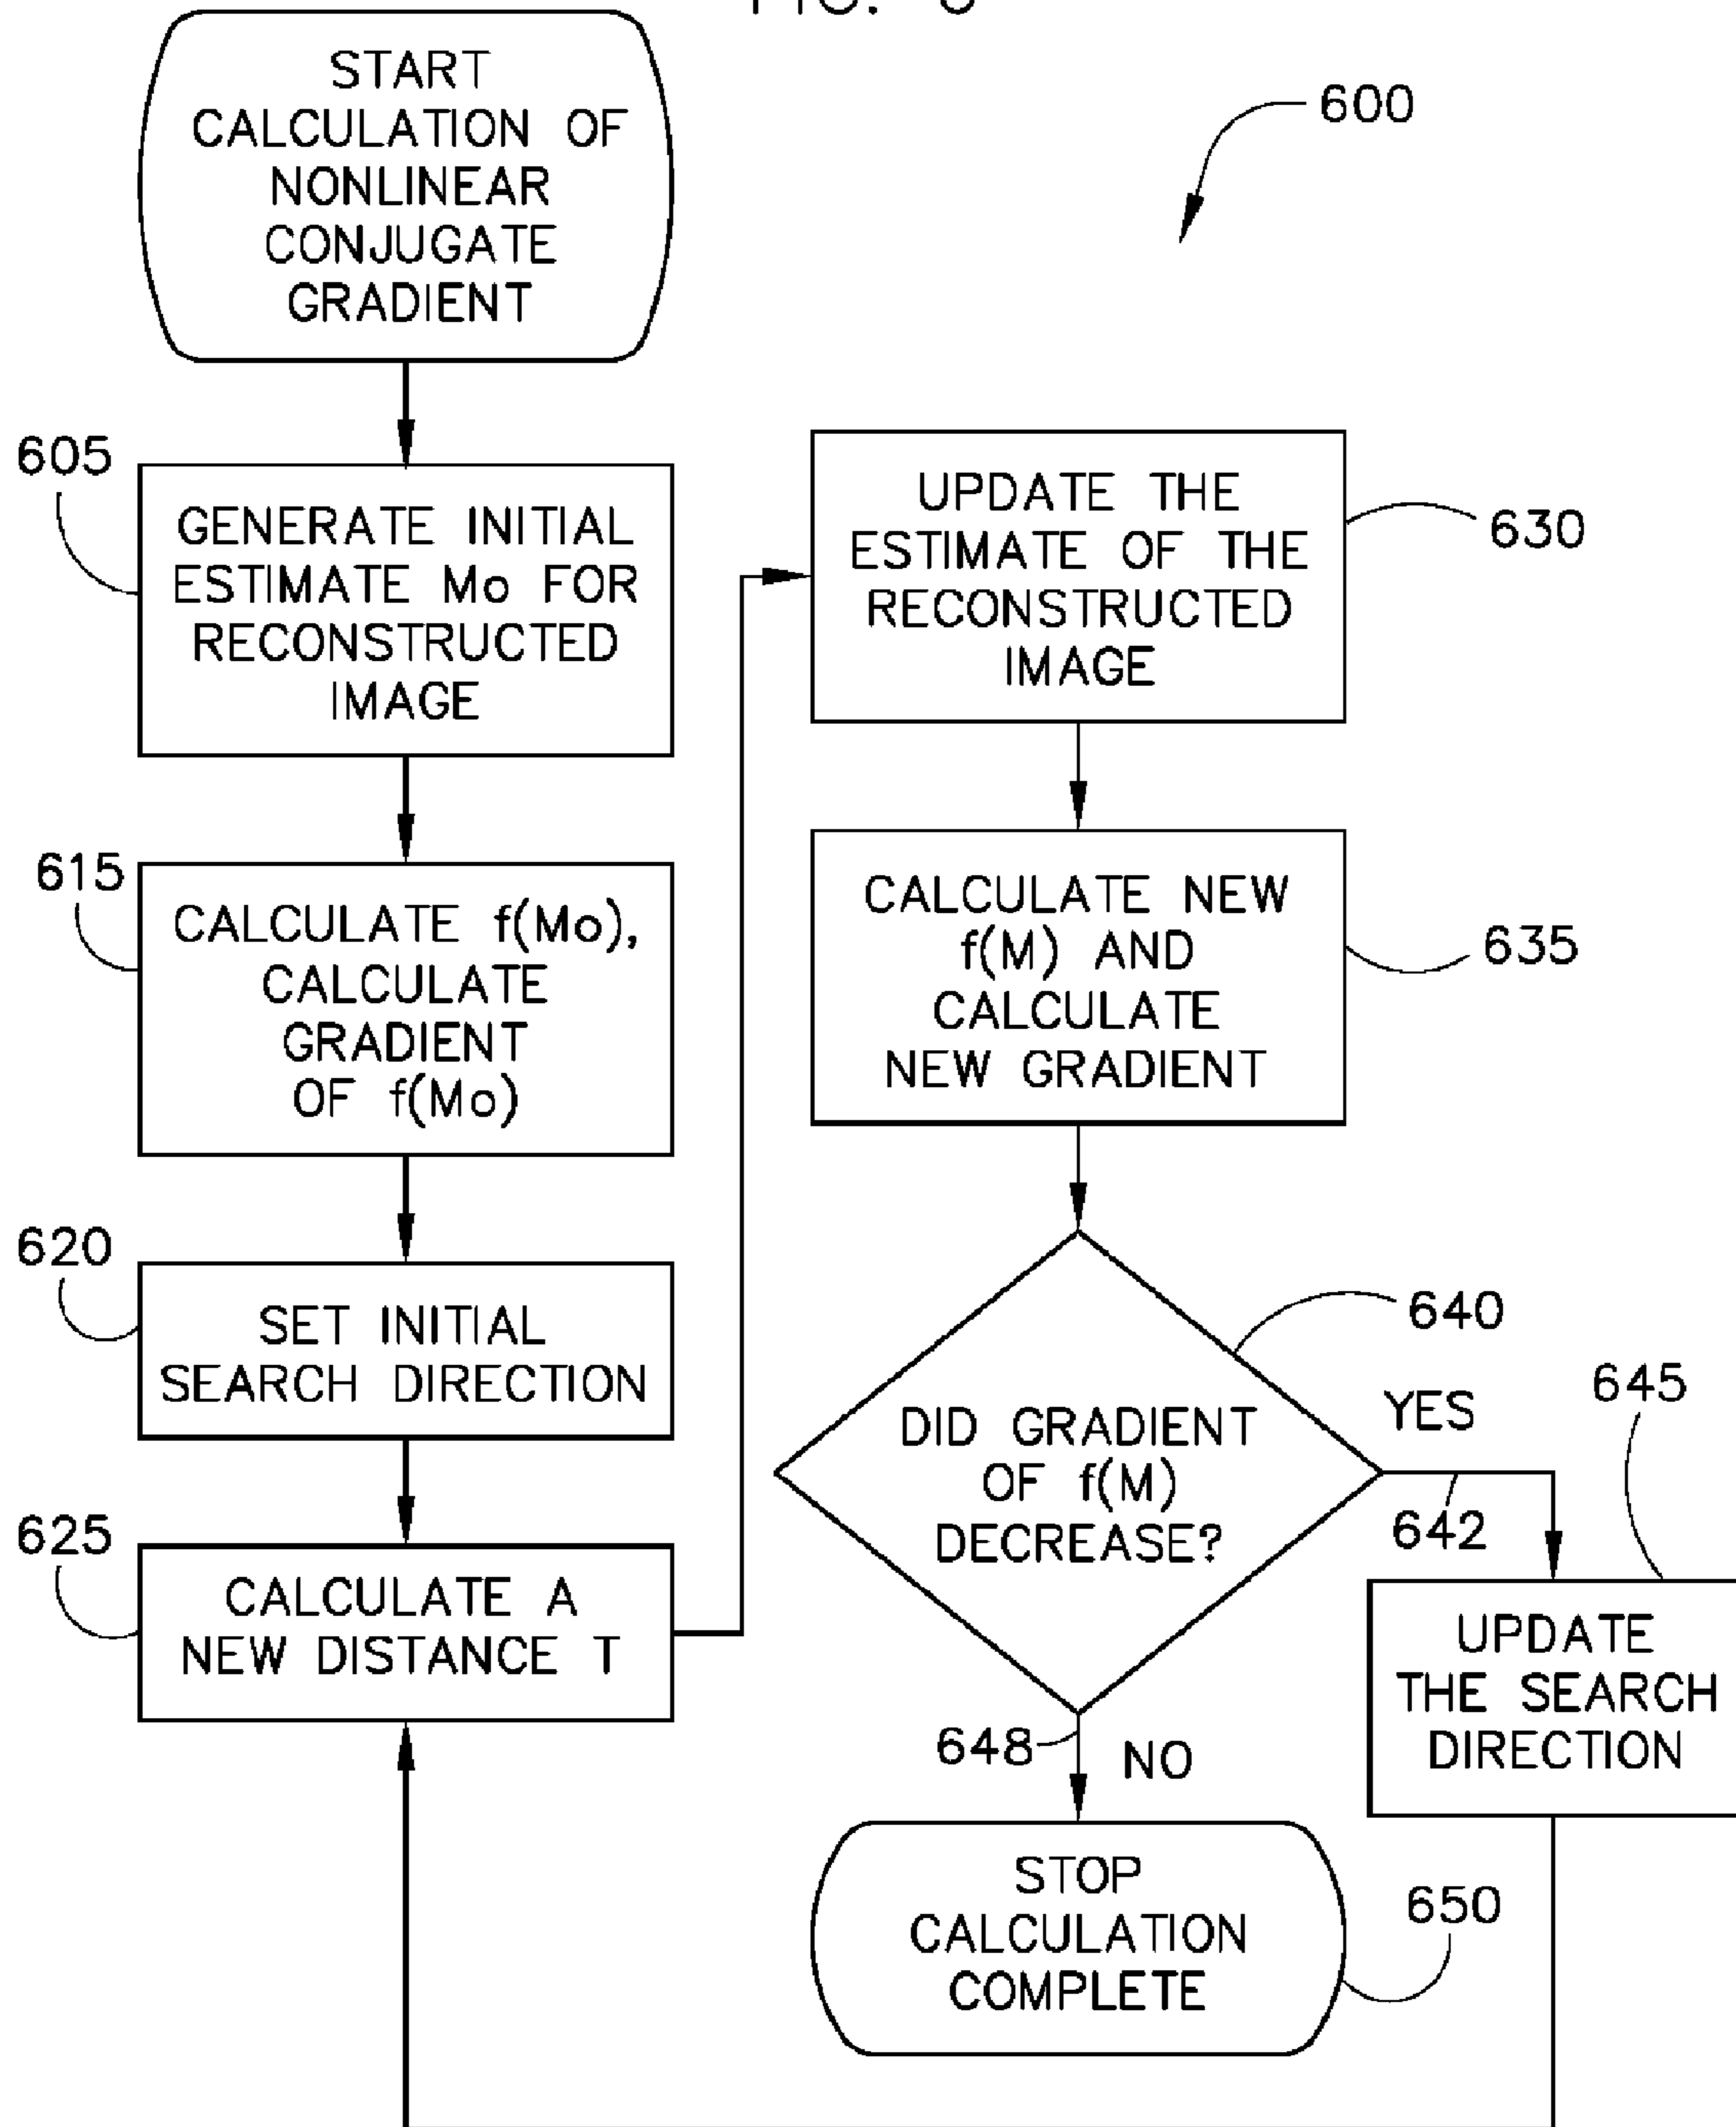 FIG.
START
CALCULATION OF
NONLINEAR
CONJUGATE
GRADIENT
600
605
GENERATE INITIAL
ESTIMATE Mo FOR
RECONSTRUCTED
IMAGE
615
CALCULATE f(Mo),
CALCULATE
GRADIENT
OF f(Mo)
620
SET INITIAL
SEARCH DIRECTION
625
CALCULATE A
NEW DISTANCE T
UPDATE THE
ESTIMATE OF THE
RECONSTRUCTED
IMAGE
630
CALCULATE NEW
f(M) AND
CALCULATE
NEW GRADIENT
635
DID GRADIENT
OF f(M)
DECREASE?
640
YES
642
645
UPDATE
THE SEARCH
DIRECTION
648
NO
STOP
CALCULATION
COMPLETE
650